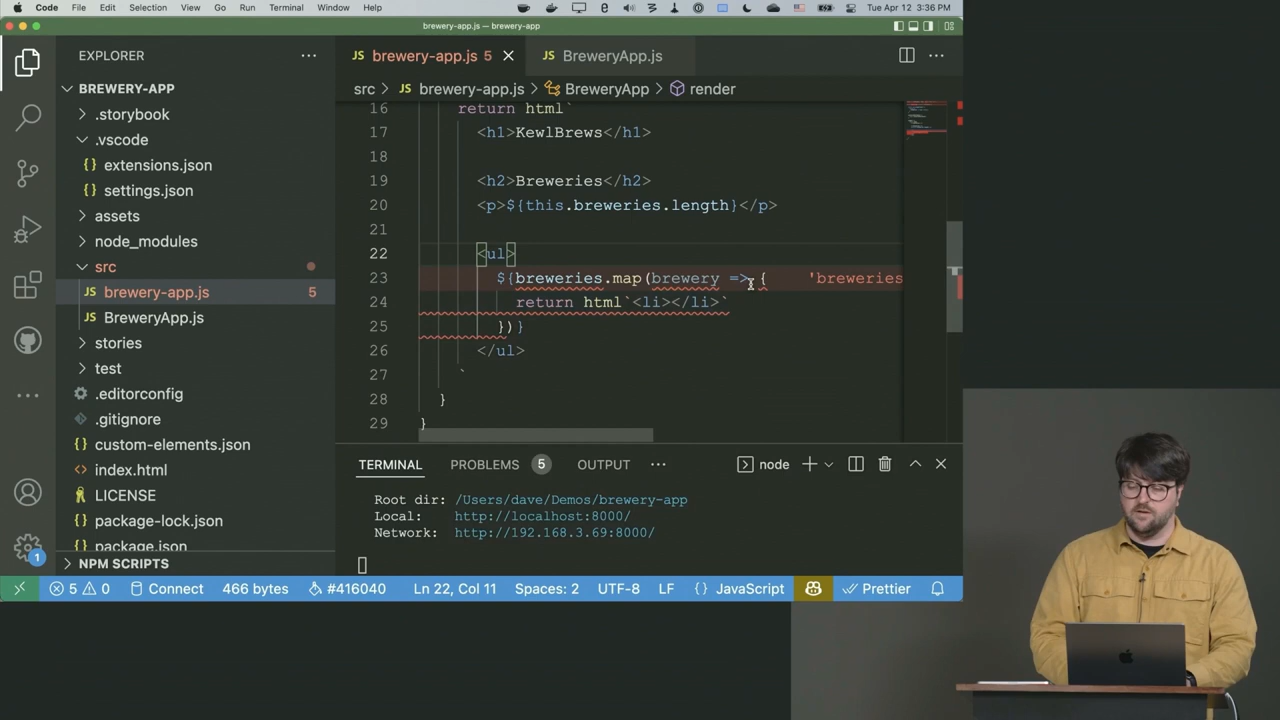 Code File Edit Selection View Go Run Terminal Window Help Tue Apr 12 3:36 PM
brewery-app.js — brewery-app
EXPLORER
BREWERY-APP
.storybook
.vscode
{} extensions.json
{} settings.json
assets
node_modules
src
JS brewery-app.js 5
JS BreweryApp.js
stories
test
.editorconfig
.gitignore
{} custom-elements.json
<> index.html
LICENSE
{} package-lock.json
{} package.json
NPM SCRIPTS
JS brewery-app.js 5
JS BreweryApp.js
src > JS brewery-app.js > BreweryApp > render
16 return html`
17 <h1>KewlBrews</h1>
18
19 <h2>Breweries</h2>
20 <p>${this.breweries.length}</p>
21
22 <ul>
23 ${breweries.map(brewery => { 'breweries
24 return html`<li></li>`
25 })}
26 </ul>
27 `
28 }
29 }
TERMINAL PROBLEMS 5 OUTPUT node
Root dir: /Users/dave/Demos/brewery-app
Local: http://localhost:8000/
Network: http://192.168.3.69:8000/
1
5 0 Connect 466 bytes #416040 Ln 22, Col 11 Spaces: 2 UTF-8 LF {} JavaScript Prettier